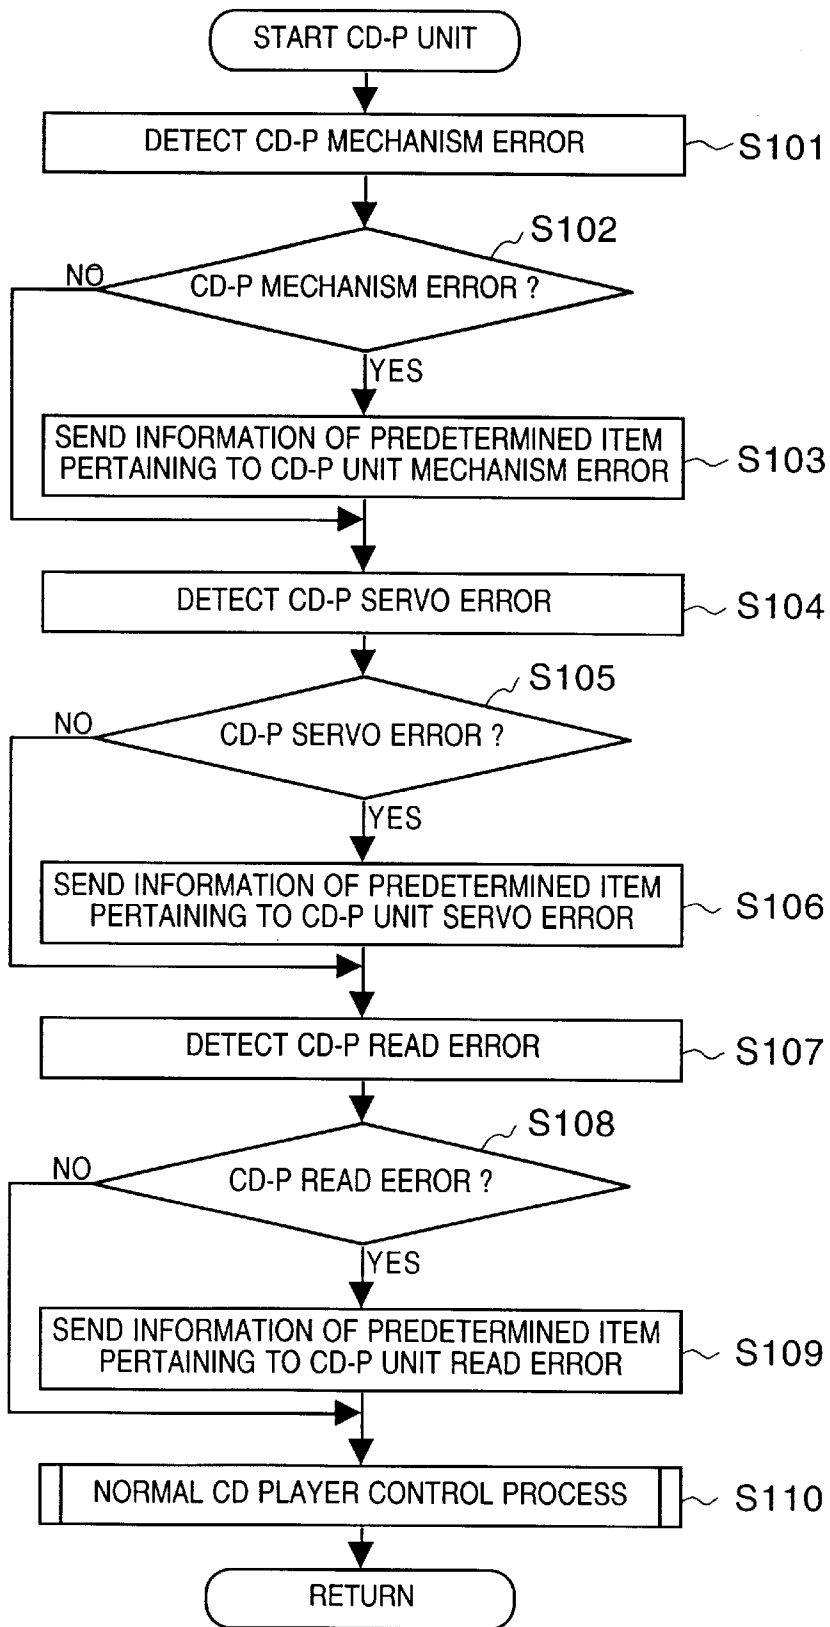 START CD-P UNIT
DETECT CD-P MECHANISM ERROR
S101
S102
NO
CD-P MECHANISM ERROR ?
YES
SEND INFORMATION OF PREDETERMINED ITEM
PERTAINING TO CD-P UNIT MECHANISM ERROR
S103
DETECT CD-P SERVO ERROR
S104
S105
NO
CD-P SERVO ERROR ?
YES
SEND INFORMATION OF PREDETERMINED ITEM
PERTAINING TO CD-P UNIT SERVO ERROR
S106
DETECT CD-P READ ERROR
S107
S108
NO
CD-P READ EEROR ?
YES
SEND INFORMATION OF PREDETERMINED ITEM
PERTAINING TO CD-P UNIT READ ERROR
S109
NORMAL CD PLAYER CONTROL PROCESS
S110
RETURN